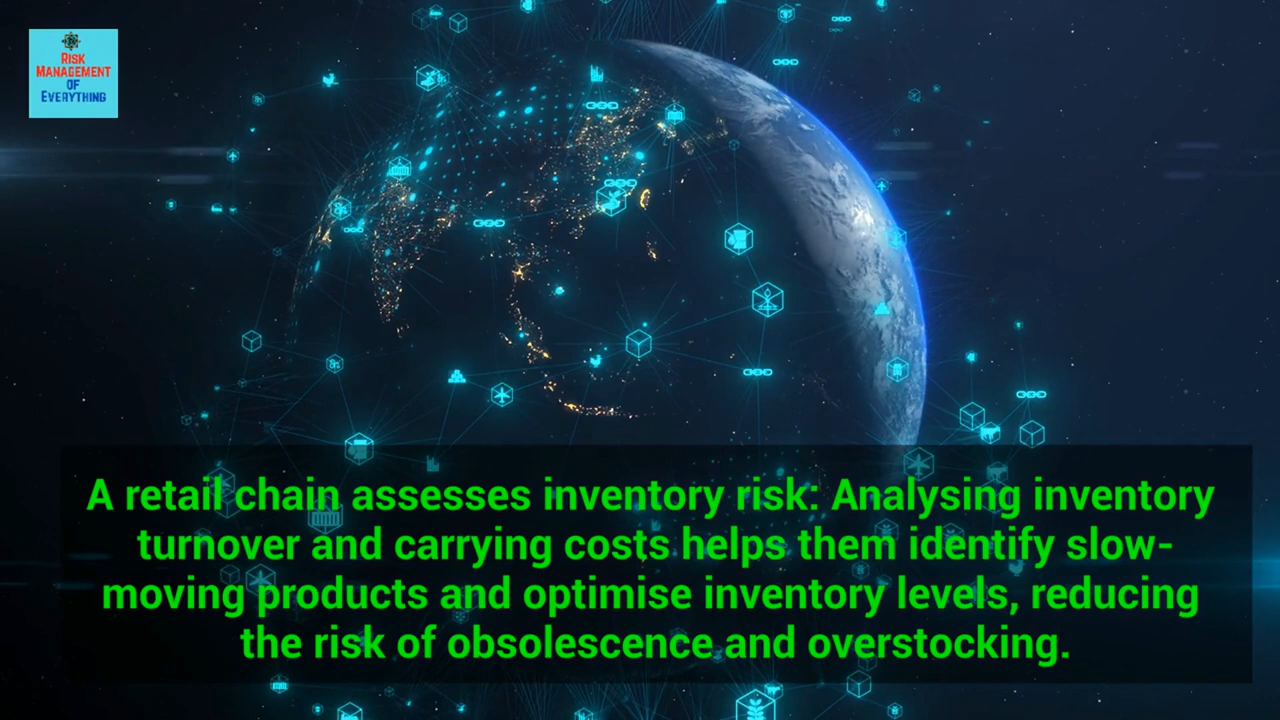 RISK
MANAGEMENT
OF
EVERYTHING
A retail chain assesses inventory risk: Analysing inventory
turnover and carrying costs helps them identify slow-
moving products and optimise inventory levels, reducing
the risk of obsolescence and overstocking.